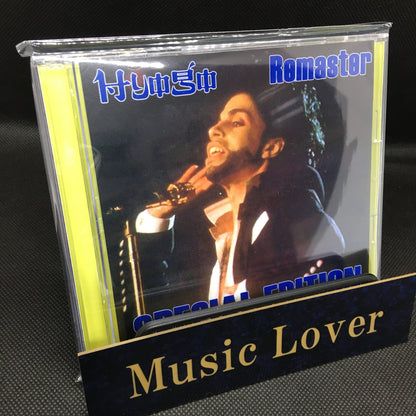 Remaster
SPECIAL EDITION
Music Lover